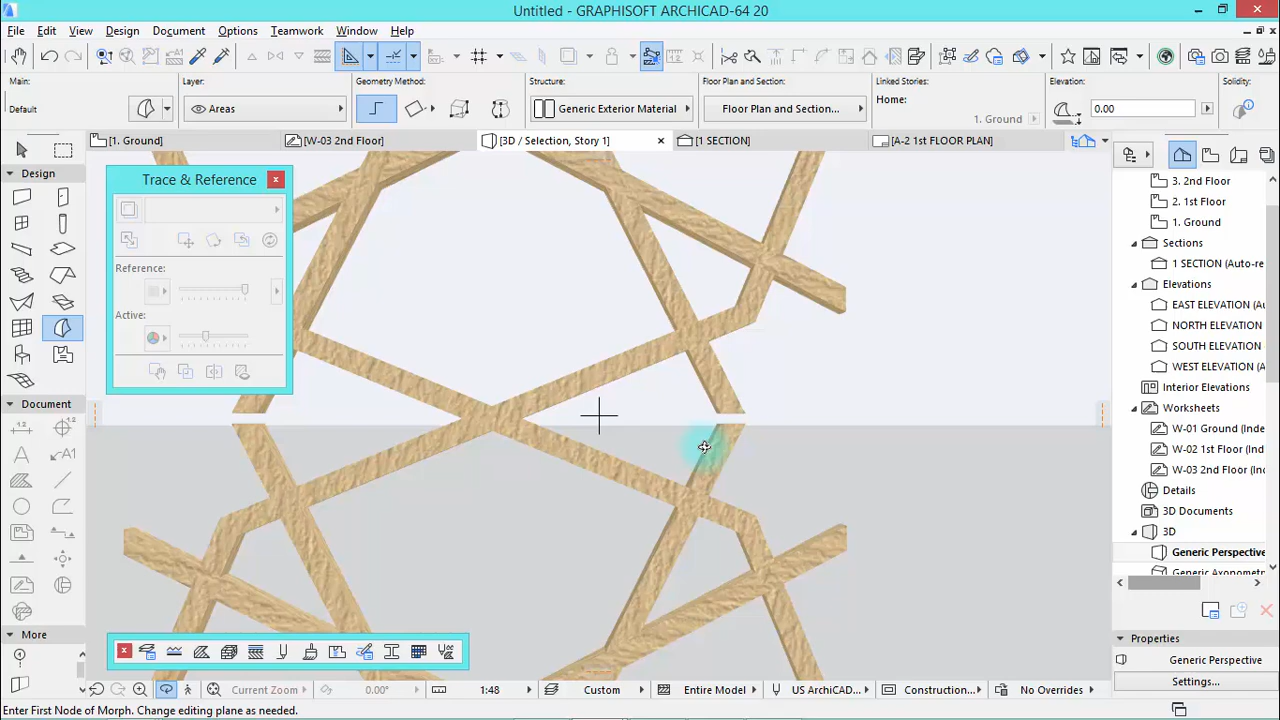 Untitled - GRAPHISOFT ARCHICAD-64 20
File Edit View Design Document Options Teamwork Window Help
Main: Layer: Geometry Method: Structure: Floor Plan and Section: Linked Stories: Elevation: Solidity:
Default Areas Generic Exterior Material Floor Plan and Section... Home: 1. Ground 0.00
[1. Ground] [W-03 2nd Floor] [3D / Selection, Story 1] [1 SECTION] [A-2 1st FLOOR PLAN]
Design
Document
More
Trace & Reference
Reference:
Active:
3. 2nd Floor
2. 1st Floor
1. Ground
Sections
1 SECTION (Auto-re
Elevations
EAST ELEVATION
NORTH ELEVATION
SOUTH ELEVATION
WEST ELEVATION
Interior Elevations
Worksheets
W-01 Ground (Inde
W-02 1st Floor (Ind
W-03 2nd Floor (Ind
Details
3D Documents
3D
Generic Perspective
Generic Axonomet
Properties
Generic Perspective
Settings...
Current Zoom 0.00° 1:48 Custom Entire Model US ArchiCAD... Construction... No Overrides
Enter First Node of Morph. Change editing plane as needed.